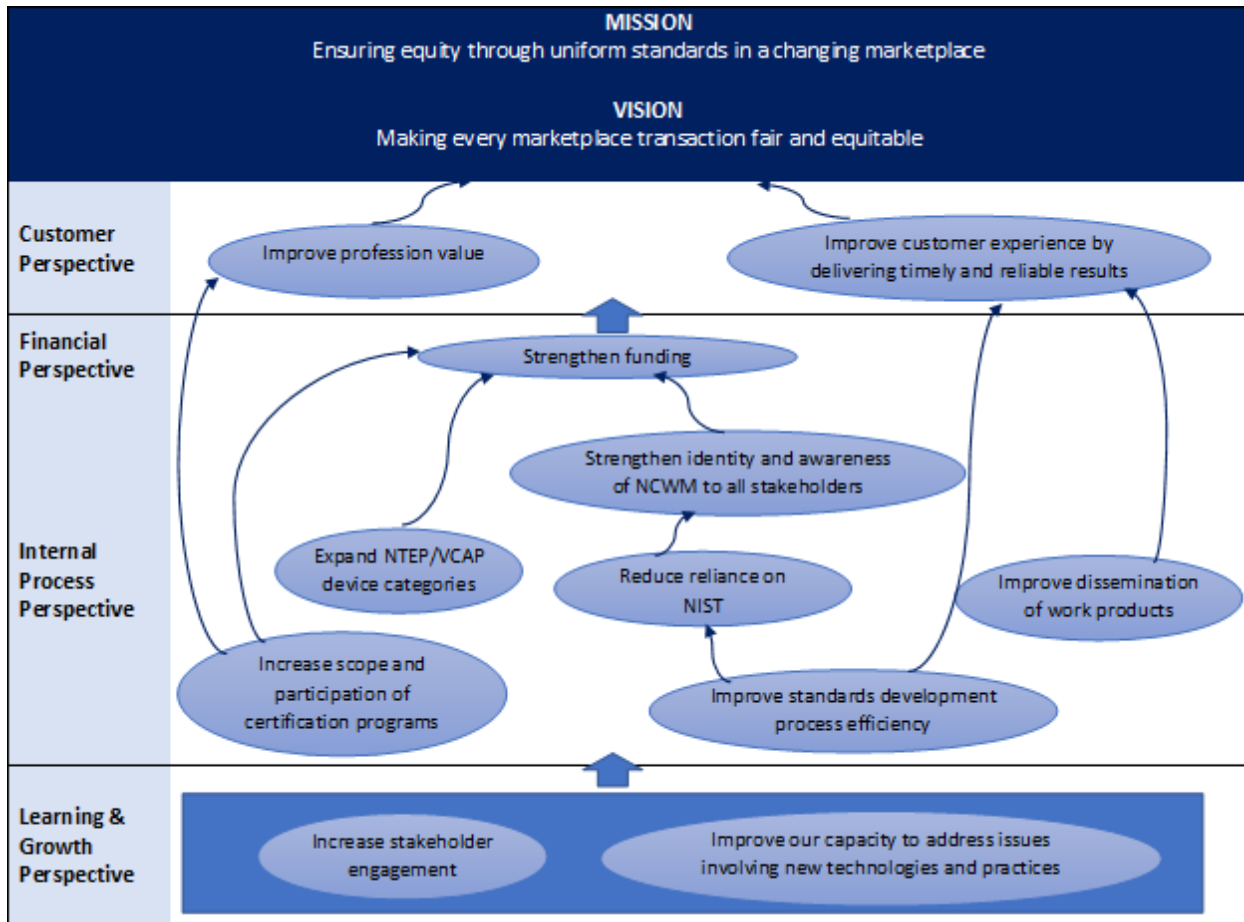 MISSION
Ensuring equity through uniform standards in a changing marketplace
VISION
Making every marketplace transaction fair and equitable
Customer
Perspective
Improve profession value
Improve customer experience by
delivering timely and reliable results
Financial
Perspective
Strengthen funding
Internal
Process
Perspective
Strengthen identity and awareness
of NCWM to all stakeholders
Expand NTEP/VCAP
device categories
Reduce reliance on
NIST
Improve dissemination
of work products
Increase scope and
participation of
certification programs
Improve standards development
process efficiency
Learning &
Growth
Perspective
Increase stakeholder
engagement
Improve our capacity to address issues
involving new technologies and practices